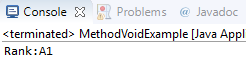 Console Problems @ Javadoc
<terminated> MethodVoidExample [Java Appl
Rank:A1